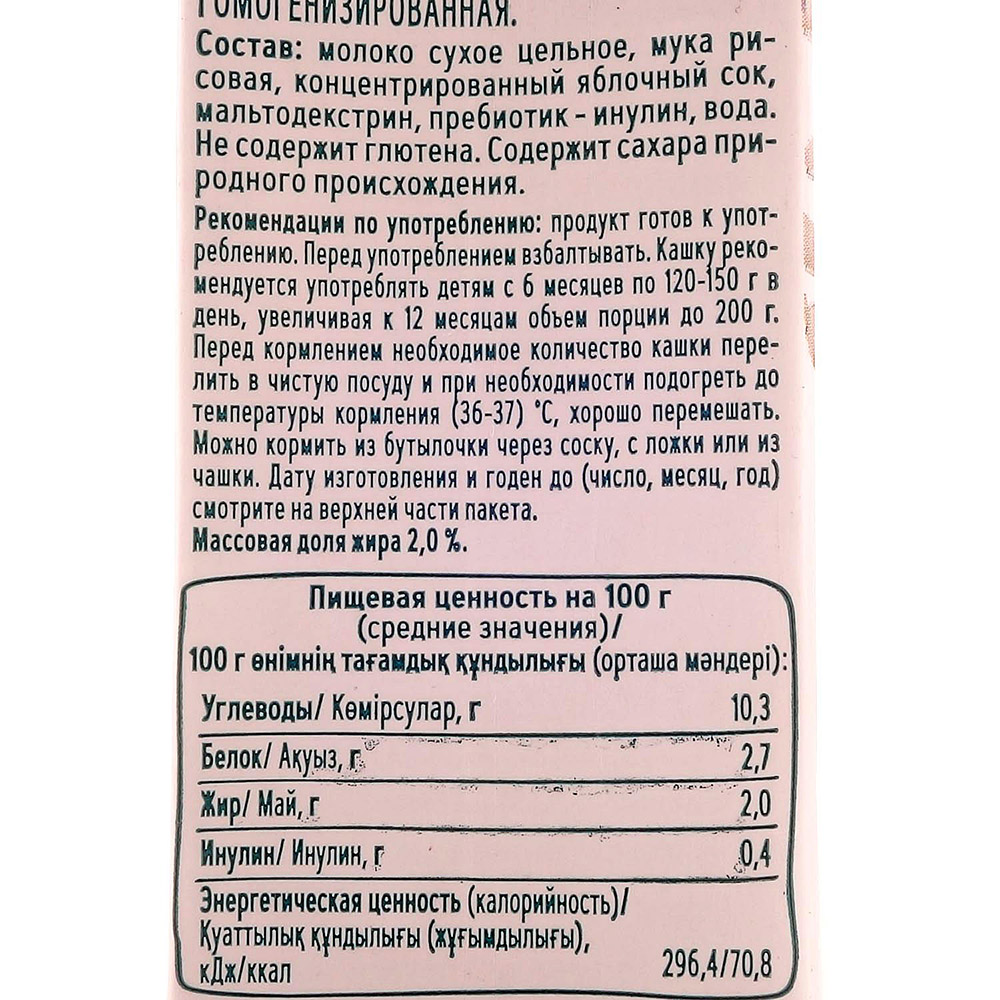 ГОМОГЕНИЗИРОВАННАЯ.
Состав: молоко сухое цельное, мука ри-
совая, концентрированный яблочный сок,
мальтодекстрин, пребиотик - инулин, вода.
Не содержит глютена. Содержит сахара при-
родного происхождения.
Рекомендации по употреблению: продукт готов к упот-
реблению. Перед употреблением взбалтывать. Кашку реко-
мендуется употреблять детям с 6 месяцев по 120-150 г в
день, увеличивая к 12 месяцам объем порции до 200 г.
Перед кормлением необходимое количество кашки пере-
лить в чистую посуду и при необходимости подогреть до
температуры кормления (36-37) °С, хорошо перемешать.
Можно кормить из бутылочки через соску, с ложки или из
чашки. Дату изготовления и годен до (число, месяц, год)
смотрите на верхней части пакета.
Массовая доля жира 2,0 %.
Пищевая ценность на 100 г
(средние значения)/
100 г өнімнің тағамдық құндылығы (орташа мәндері):
Углеводы/ Көмірсулар, г 10,3
Белок/ Ақуыз, г 2,7
Жир/ Май, г 2,0
Инулин/ Инулин, г 0,4
Энергетическая ценность (калорийность)/
Қуаттылық құндылығы (жұғымдылығы),
кДж/ккал 296,4/70,8